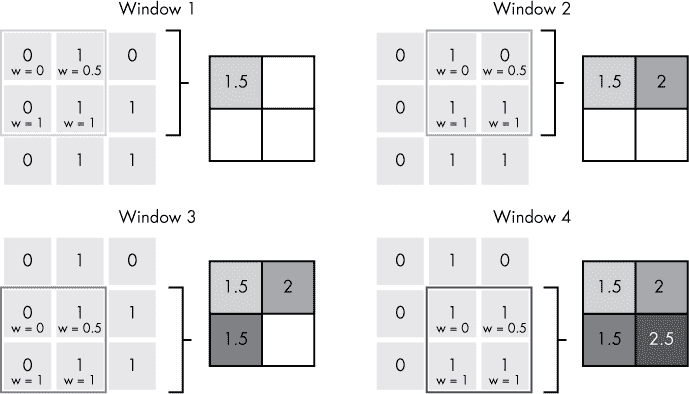 Window 1
0 1 0
w = 0 w = 0.5
1.5
0 1 1
w = 1 w = 1
0 1 1
Window 2
0 1 0
w = 0 w = 0.5
1.5 2
0 1 1
w = 1 w = 1
0 1 1
Window 3
0 1 0
1.5 2
0 1 1
w = 0 w = 0.5
1.5
0 1 1
w = 1 w = 1
Window 4
0 1 0
1.5 2
0 1 1
w = 0 w = 0.5
1.5 2.5
0 1 1
w = 1 w = 1